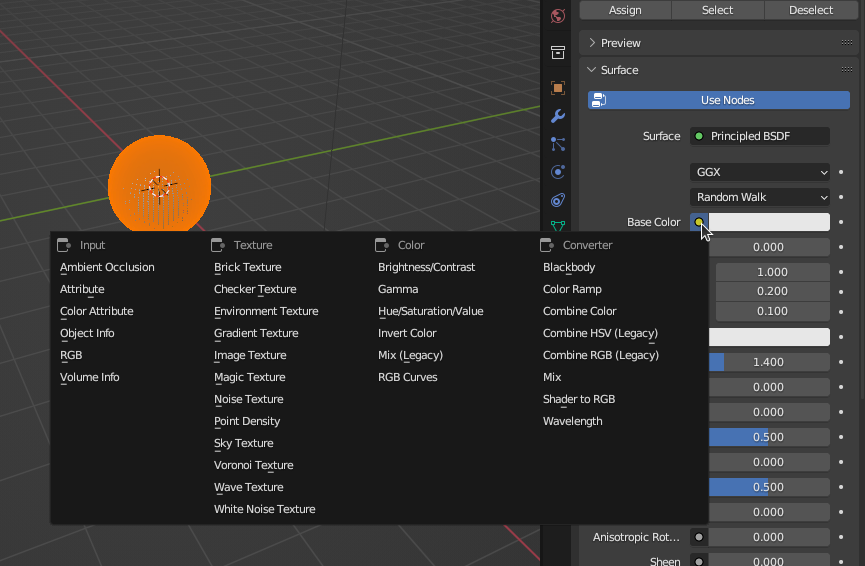 Assign Select Deselect
Preview
Surface
Use Nodes
Surface Principled BSDF
GGX
Random Walk
Base Color
Input Texture Color Converter 0.000
Ambient Occlusion Brick Texture Brightness/Contrast Blackbody 1.000
Attribute Checker Texture Gamma Color Ramp 0.200
Color Attribute Environment Texture Hue/Saturation/Value Combine Color 0.100
Object Info Gradient Texture Invert Color Combine HSV (Legacy)
RGB Image Texture Mix (Legacy) Combine RGB (Legacy) 1.400
Volume Info Magic Texture RGB Curves Mix 0.000
Noise Texture Shader to RGB 0.000
Point Density Wavelength
Sky Texture 0.500
Voronoi Texture 0.000
Wave Texture 0.500
White Noise Texture 0.000
Anisotropic Rot... 0.000
Sheen 0.000